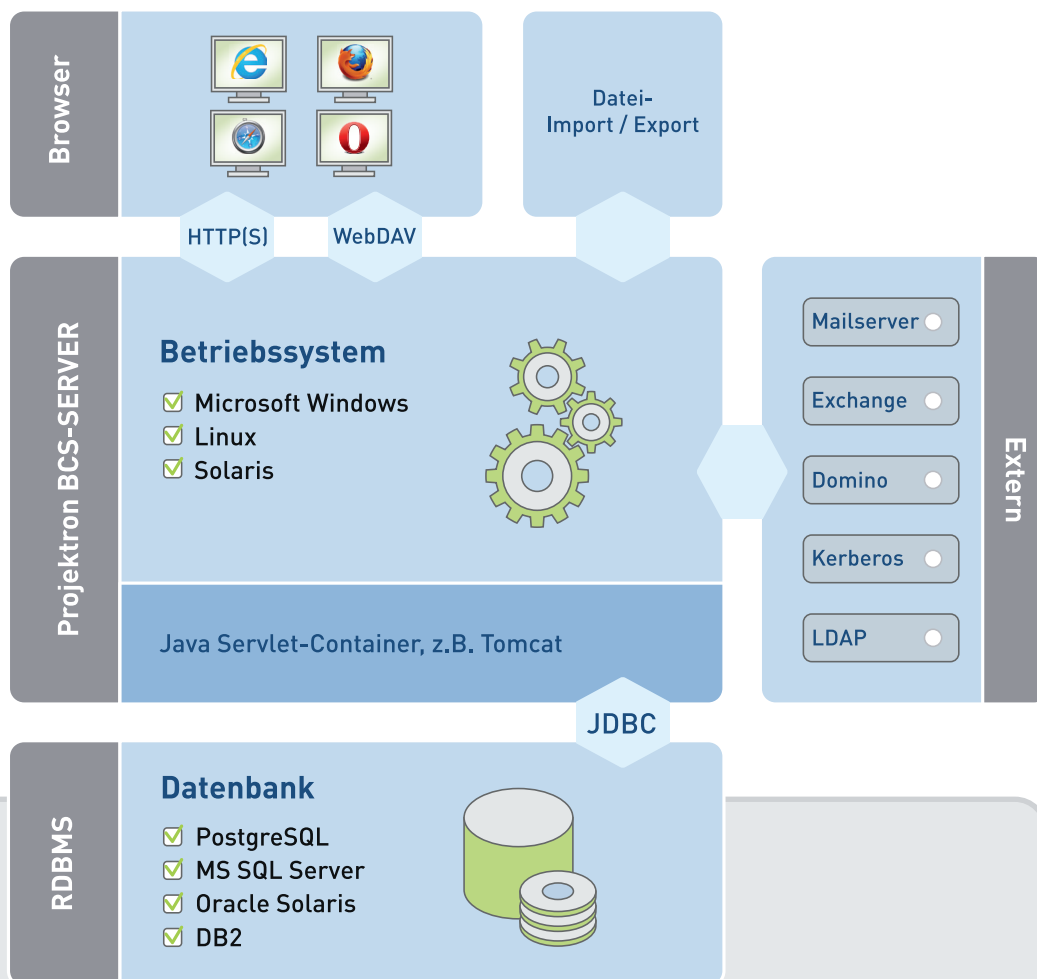 Browser
Datei-
Import / Export
HTTP(S)
WebDAV
Projektron BCS-SERVER
Betriebssystem
Microsoft Windows
Linux
Solaris
Java Servlet-Container, z.B. Tomcat
Mailserver
Exchange
Domino
Kerberos
LDAP
Extern
JDBC
RDBMS
Datenbank
PostgreSQL
MS SQL Server
Oracle Solaris
DB2